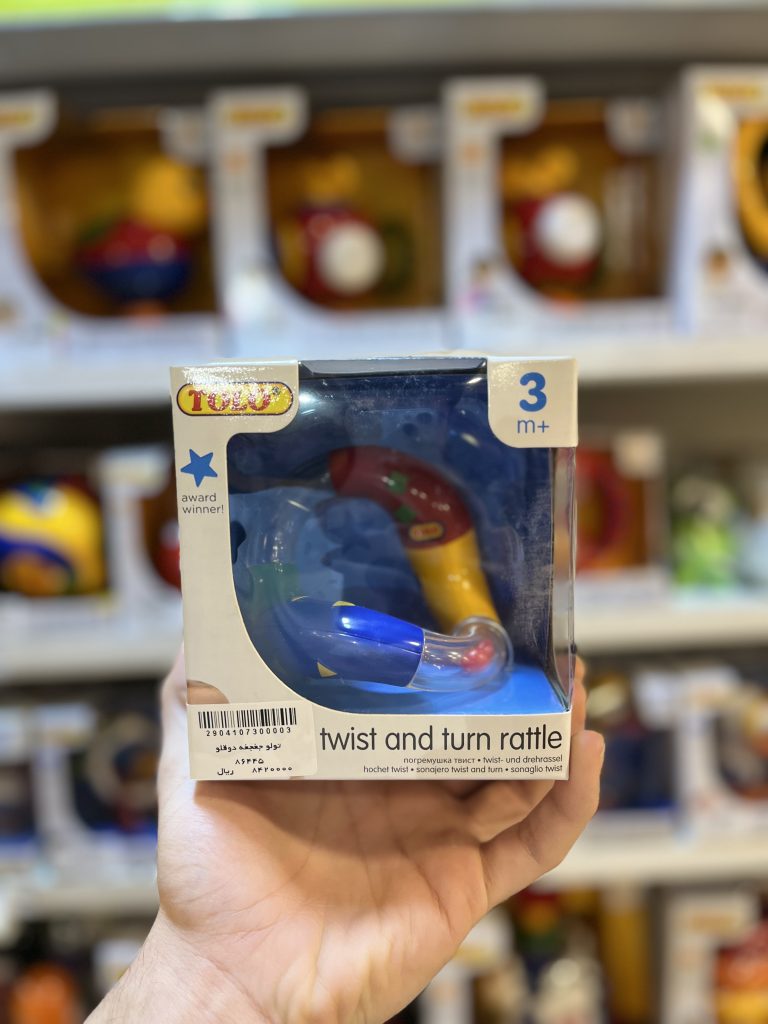 TOLO
3
m+
award
winner!
2904107300003
تولو جغجغه دوقلو
۸۶۴۴۵
۸۴۲۰۰۰۰ ریال
twist and turn rattle
погремушка твист • twist- und drehrassel
hochet twist • sonajero twist and turn • sonaglio twist